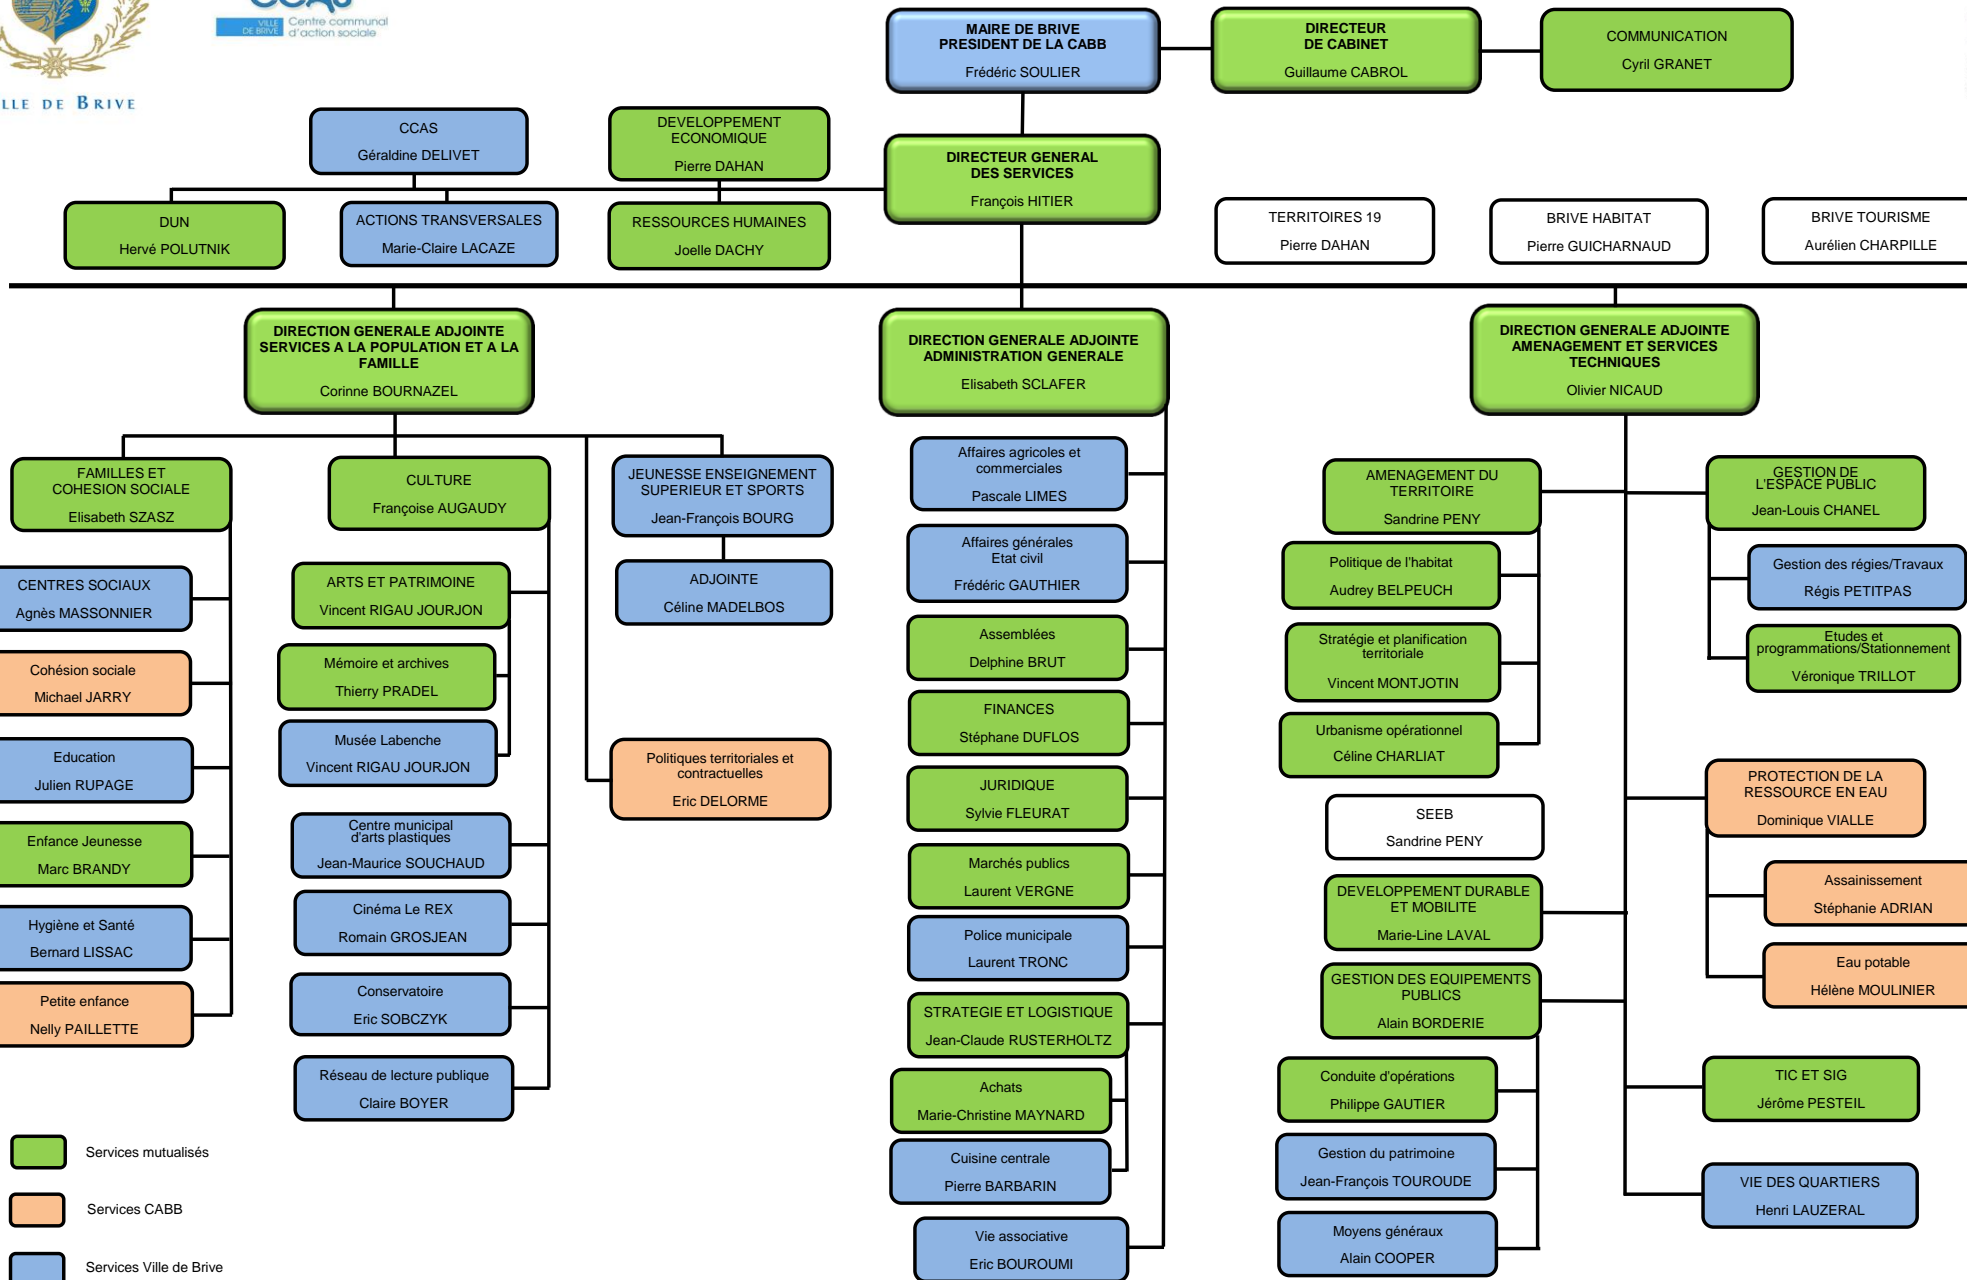 VILLE
DE BRIVE
Centre communal
d'action sociale
LLE DE BRIVE
MAIRE DE BRIVE
PRESIDENT DE LA CABB
Frédéric SOULIER
DIRECTEUR
DE CABINET
Guillaume CABROL
COMMUNICATION
Cyril GRANET
CCAS
Géraldine DELIVET
DEVELOPPEMENT
ECONOMIQUE
Pierre DAHAN
DIRECTEUR GENERAL
DES SERVICES
François HITIER
DUN
Hervé POLUTNIK
ACTIONS TRANSVERSALES
Marie-Claire LACAZE
RESSOURCES HUMAINES
Joelle DACHY
TERRITOIRES 19
Pierre DAHAN
BRIVE HABITAT
Pierre GUICHARNAUD
BRIVE TOURISME
Aurélien CHARPILLE
DIRECTION GENERALE ADJOINTE
SERVICES A LA POPULATION ET A LA
FAMILLE
Corinne BOURNAZEL
DIRECTION GENERALE ADJOINTE
ADMINISTRATION GENERALE
Elisabeth SCLAFER
DIRECTION GENERALE ADJOINTE
AMENAGEMENT ET SERVICES
TECHNIQUES
Olivier NICAUD
FAMILLES ET
COHESION SOCIALE
Elisabeth SZASZ
CENTRES SOCIAUX
Agnès MASSONNIER
Cohésion sociale
Michael JARRY
Education
Julien RUPAGE
Enfance Jeunesse
Marc BRANDY
Hygiène et Santé
Bernard LISSAC
Petite enfance
Nelly PAILLETTE
CULTURE
Françoise AUGAUDY
ARTS ET PATRIMOINE
Vincent RIGAU JOURJON
Mémoire et archives
Thierry PRADEL
Musée Labenche
Vincent RIGAU JOURJON
Centre municipal
d'arts plastiques
Jean-Maurice SOUCHAUD
Cinéma Le REX
Romain GROSJEAN
Conservatoire
Eric SOBCZYK
Réseau de lecture publique
Claire BOYER
JEUNESSE ENSEIGNEMENT
SUPERIEUR ET SPORTS
Jean-François BOURG
ADJOINTE
Céline MADELBOS
Politiques territoriales et
contractuelles
Eric DELORME
Affaires agricoles et
commerciales
Pascale LIMES
Affaires générales
Etat civil
Frédéric GAUTHIER
Assemblées
Delphine BRUT
FINANCES
Stéphane DUFLOS
JURIDIQUE
Sylvie FLEURAT
Marchés publics
Laurent VERGNE
Police municipale
Laurent TRONC
STRATEGIE ET LOGISTIQUE
Jean-Claude RUSTERHOLTZ
Achats
Marie-Christine MAYNARD
Cuisine centrale
Pierre BARBARIN
Vie associative
Eric BOUROUMI
AMENAGEMENT DU
TERRITOIRE
Sandrine PENY
Politique de l'habitat
Audrey BELPEUCH
Stratégie et planification
territoriale
Vincent MONTJOTIN
Urbanisme opérationnel
Céline CHARLIAT
SEEB
Sandrine PENY
DEVELOPPEMENT DURABLE
ET MOBILITE
Marie-Line LAVAL
GESTION DES EQUIPEMENTS
PUBLICS
Alain BORDERIE
Conduite d'opérations
Philippe GAUTIER
Gestion du patrimoine
Jean-François TOUROUDE
Moyens généraux
Alain COOPER
GESTION DE
L'ESPACE PUBLIC
Jean-Louis CHANEL
Gestion des régies/Travaux
Régis PETITPAS
Etudes et
programmations/Stationnement
Véronique TRILLOT
PROTECTION DE LA
RESSOURCE EN EAU
Dominique VIALLE
Assainissement
Stéphanie ADRIAN
Eau potable
Hélène MOULINIER
TIC ET SIG
Jérôme PESTEIL
VIE DES QUARTIERS
Henri LAUZERAL
Services mutualisés
Services CABB
Services Ville de Brive